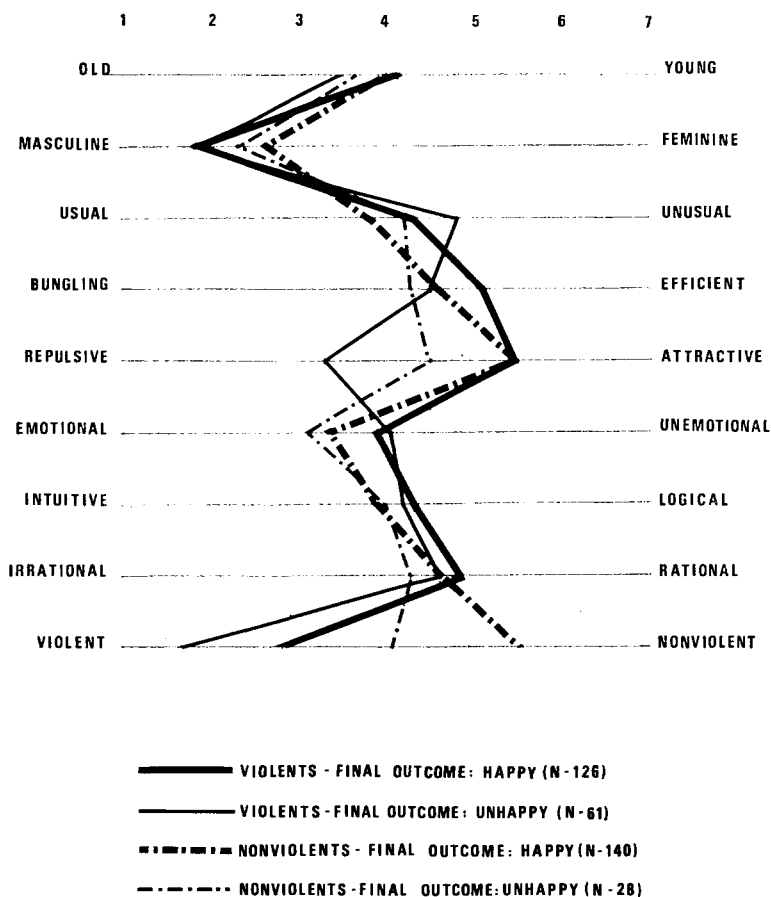 1 2 3 4 5 6 7
OLD YOUNG
MASCULINE FEMININE
USUAL UNUSUAL
BUNGLING EFFICIENT
REPULSIVE ATTRACTIVE
EMOTIONAL UNEMOTIONAL
INTUITIVE LOGICAL
IRRATIONAL RATIONAL
VIOLENT NONVIOLENT
VIOLENTS - FINAL OUTCOME: HAPPY (N-126)
VIOLENTS - FINAL OUTCOME: UNHAPPY (N-61)
NONVIOLENTS - FINAL OUTCOME: HAPPY (N-140)
NONVIOLENTS - FINAL OUTCOME: UNHAPPY (N-28)